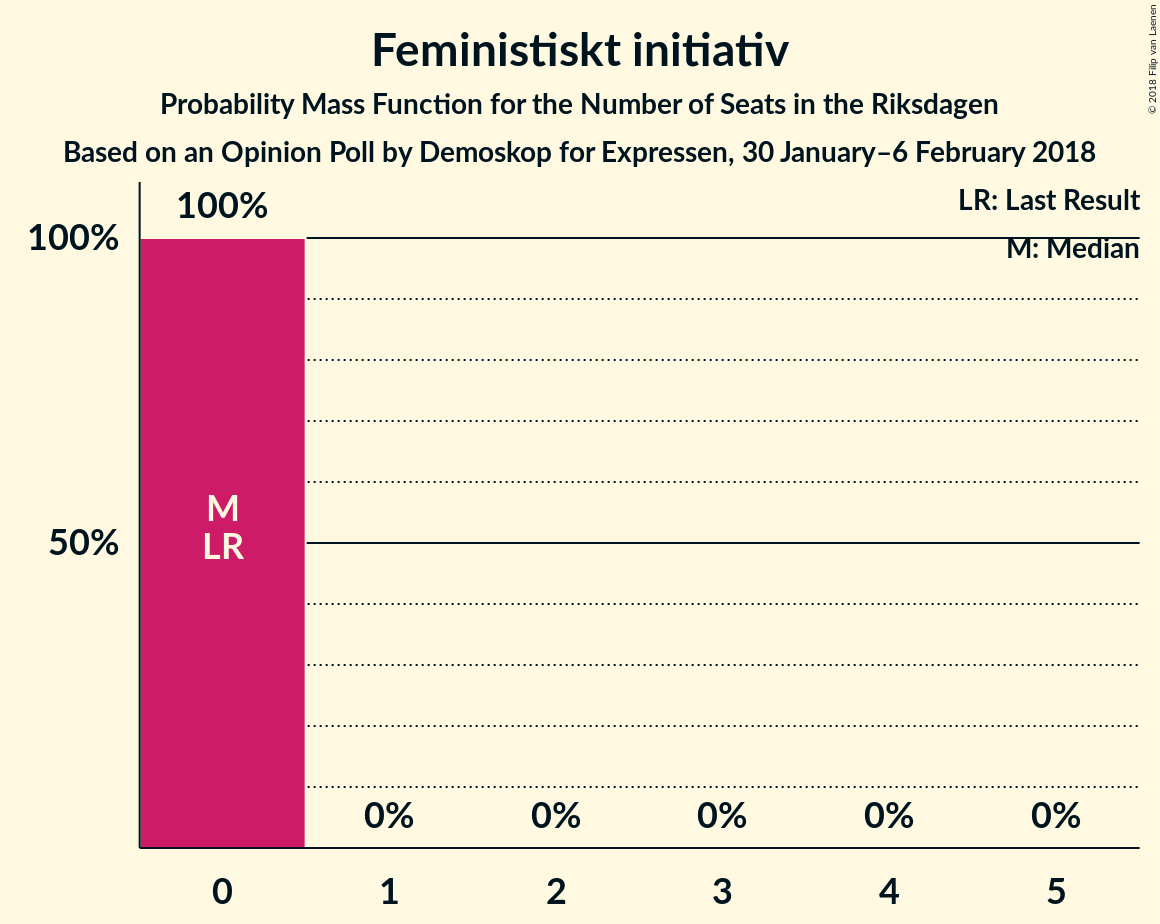 Feministiskt initiativ
Probability Mass Function for the Number of Seats in the Riksdagen
Based on an Opinion Poll by Demoskop for Expressen, 30 January–6 February 2018
© 2018 Filip van Laenen
LR: Last Result
M: Median
100%
100%
50%
M
LR
0%
0%
0%
0%
0%
0
1
2
3
4
5